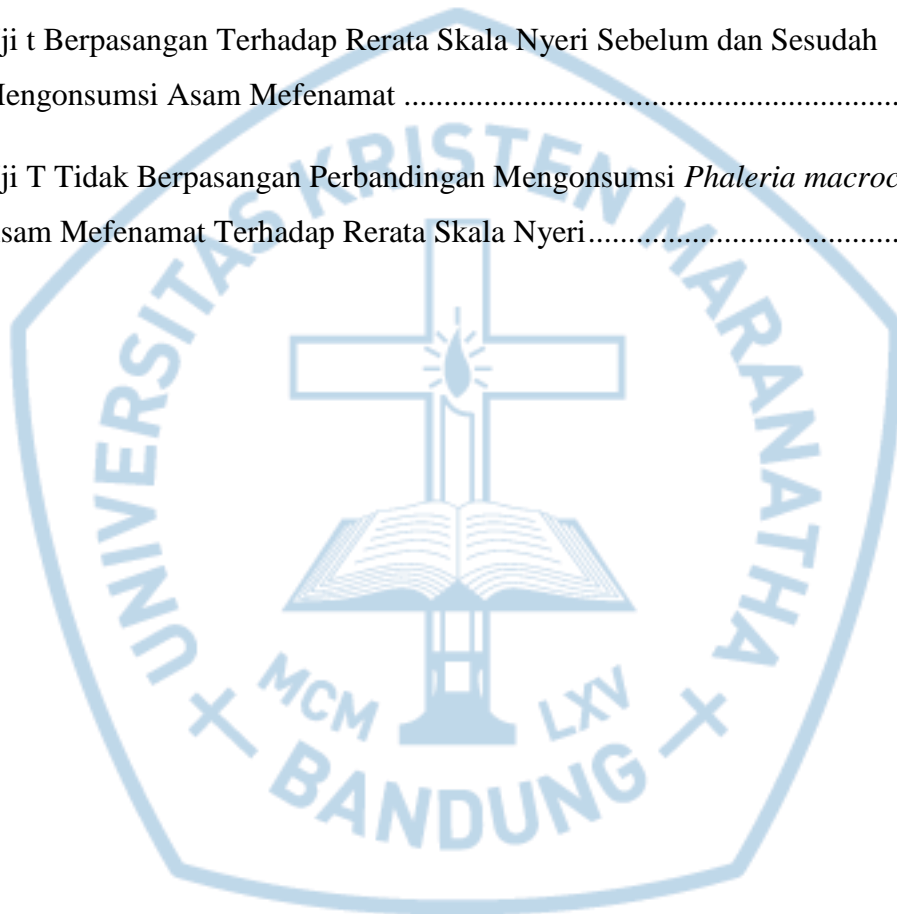 ji t Berpasangan Terhadap Rerata Skala Nyeri Sebelum dan Sesudah
Mengonsumsi Asam Mefenamat ....................................................
ji T Tidak Berpasangan Perbandingan Mengonsumsi Phaleria macroc
sam Mefenamat Terhadap Rerata Skala Nyeri.................................
UNIVERSITAS KRISTEN MARANATHA
MCM LXV
BANDUNG